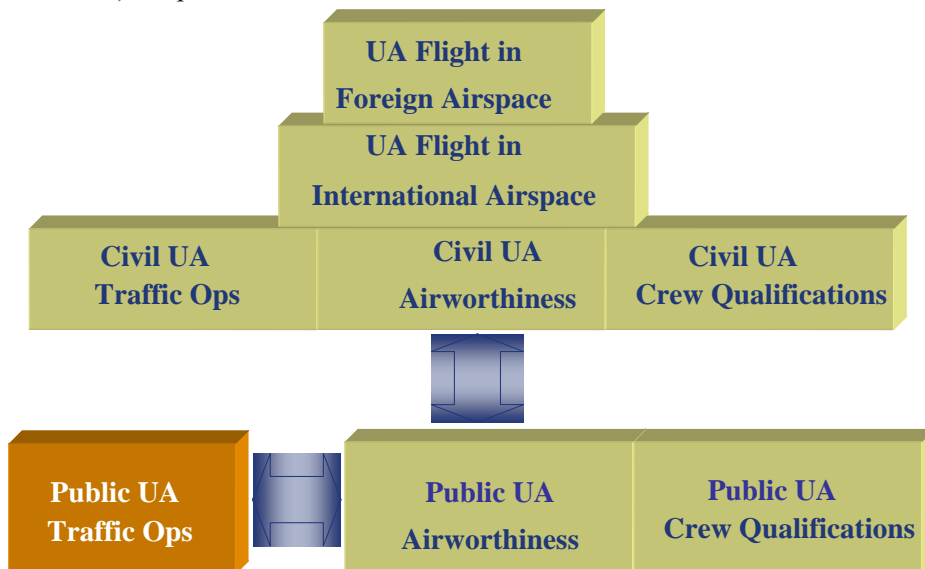 UA Flight in
Foreign Airspace
UA Flight in
International Airspace
Civil UA
Traffic Ops
Civil UA
Airworthiness
Civil UA
Crew Qualifications
Public UA
Traffic Ops
Public UA
Airworthiness
Public UA
Crew Qualifications